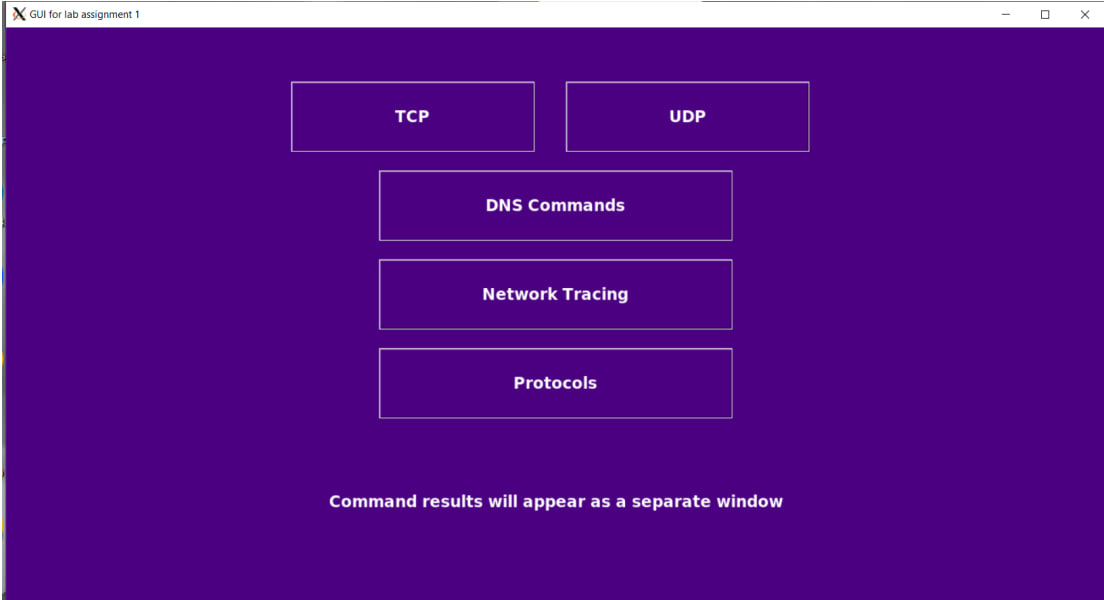 GUI for lab assignment 1
TCP
UDP
DNS Commands
Network Tracing
Protocols
Command results will appear as a separate window